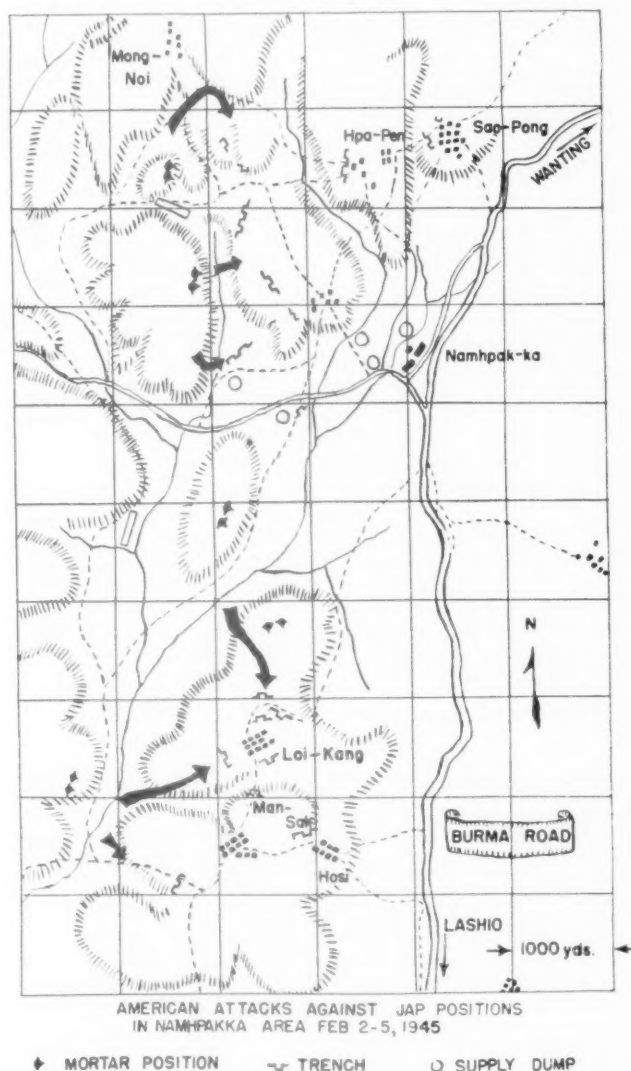 Mong-
Noi
Hpa-Pen
Sao-Pong
WANTING
Namhpak-ka
N
Loi-Kang
Man-
Sak
BURMA ROAD
Hosi
LASHIO
1000 yds.
AMERICAN ATTACKS AGAINST JAP POSITIONS
IN NAMHPAKKA AREA FEB 2-5, 1945
MORTAR POSITION TRENCH SUPPLY DUMP